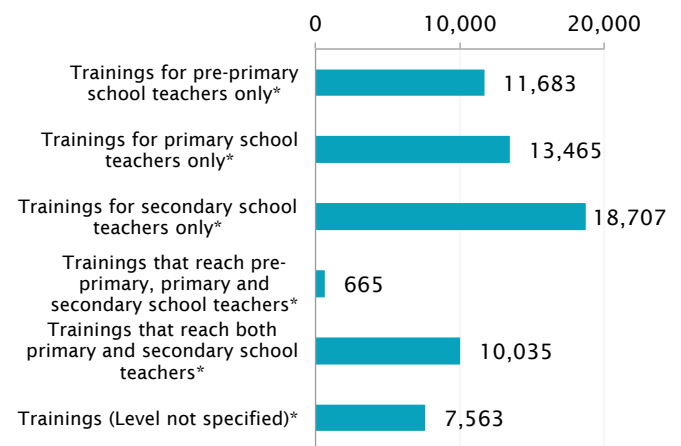 0 10,000 20,000
Trainings for pre-primary
school teachers only*
11,683
Trainings for primary school
teachers only*
13,465
Trainings for secondary school
teachers only*
18,707
Trainings that reach pre-
primary, primary and
secondary school teachers*
665
Trainings that reach both
primary and secondary school
teachers*
10,035
Trainings (Level not specified)*
7,563